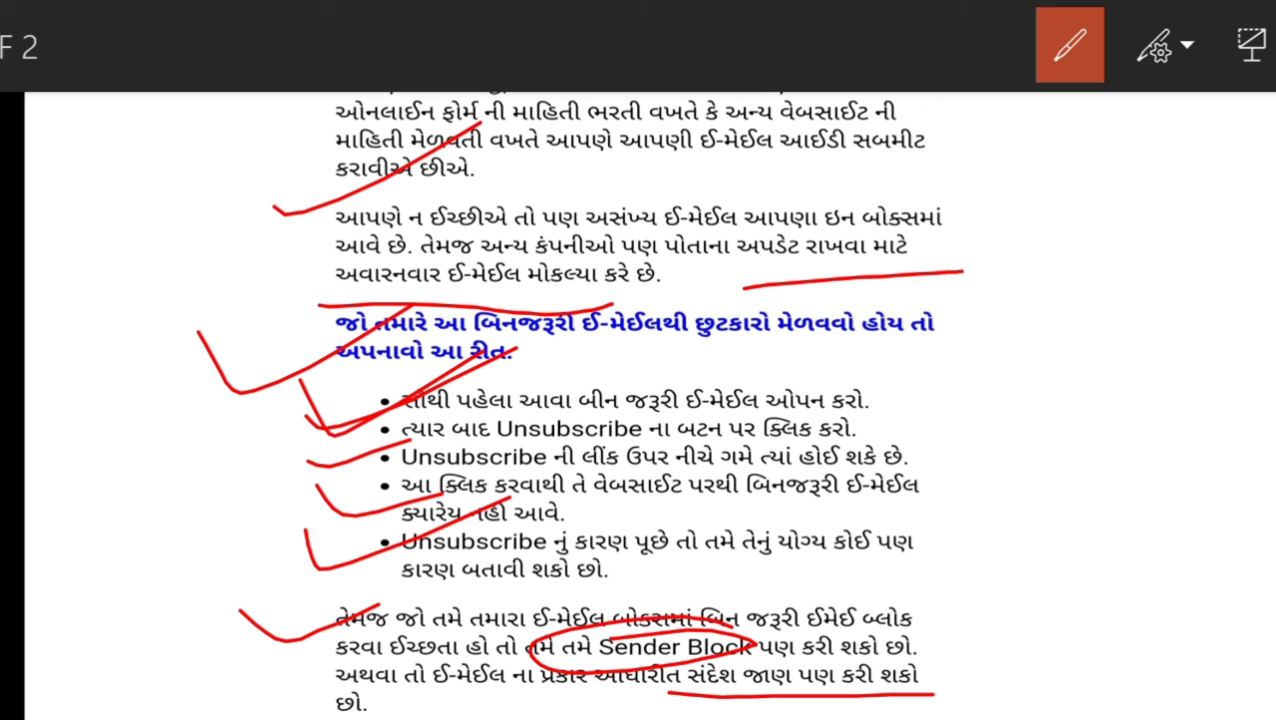 F 2
ઓનલાઈન ફોર્મ ની માહિતી ભરતી વખતે કે અન્ય વેબસાઈટ ની
માહિતી મેળવતી વખતે આપણે આપણી ઈ-મેઈલ આઈડી સબમીટ
કરાવીએ છીએ.
આપણે ન ઈચ્છીએ તો પણ અસંખ્ય ઈ-મેઈલ આપણા ઇન બોક્સમાં
આવે છે. તેમજ અન્ય કંપનીઓ પણ પોતાના અપડેટ રાખવા માટે
અવારનવાર ઈ-મેઈલ મોકલ્યા કરે છે.
જો તમારે આ બિનજરૂરી ઈ-મેઈલથી છુટકારો મેળવવો હોય તો
અપનાવો આ રીત.
• સૌથી પહેલા આવા બીન જરૂરી ઈ-મેઈલ ઓપન કરો.
• ત્યાર બાદ Unsubscribe ના બટન પર ક્લિક કરો.
• Unsubscribe ની લીંક ઉપર નીચે ગમે ત્યાં હોઈ શકે છે.
• આ ક્લિક કરવાથી તે વેબસાઈટ પરથી બિનજરૂરી ઈ-મેઈલ
ક્યારેય નહીં આવે.
• Unsubscribe નું કારણ પૂછે તો તમે તેનું યોગ્ય કોઈ પણ
કારણ બતાવી શકો છો.
તેમજ જો તમે તમારા ઈ-મેઈલ બોક્સમાં બિન જરૂરી ઈમેઈ બ્લોક
કરવા ઈચ્છતા હો તો તમે તમે Sender Block પણ કરી શકો છો.
અથવા તો ઈ-મેઈલ ના પ્રકાર આધારીત સંદેશ જાણ પણ કરી શકો
છો.